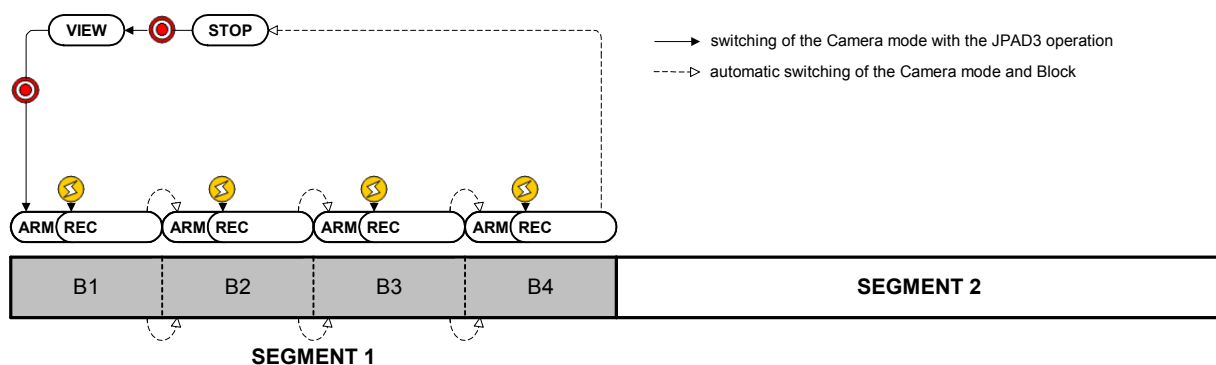 VIEW STOP
switching of the Camera mode with the JPAD3 operation
automatic switching of the Camera mode and Block
ARM REC ARM REC ARM REC ARM REC
B1 B2 B3 B4 SEGMENT 2
SEGMENT 1